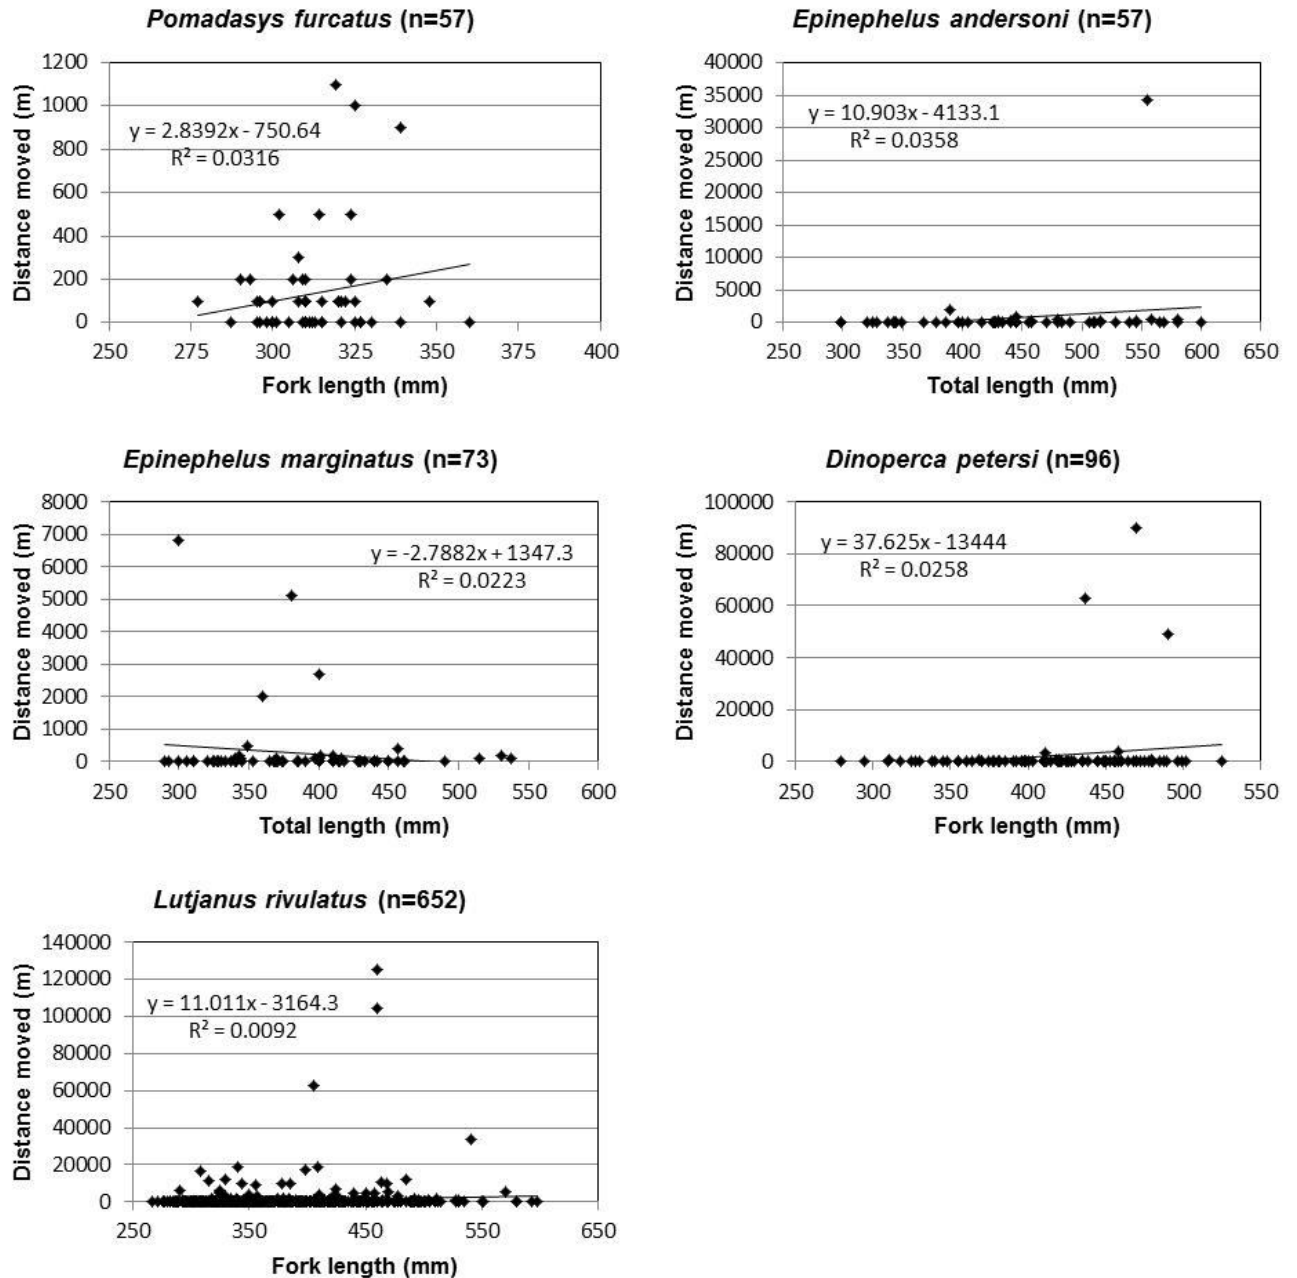 Pomadasys furcatus (n=57)
Distance moved (m)
1200
1000
800
600
400
200
0
y = 2.8392x - 750.64
R² = 0.0316
250 275 300 325 350 375 400
Fork length (mm)
Epinephelus andersoni (n=57)
Distance moved (m)
40000
35000
30000
25000
20000
15000
10000
5000
0
y = 10.903x - 4133.1
R² = 0.0358
250 300 350 400 450 500 550 600 650
Total length (mm)
Epinephelus marginatus (n=73)
Distance moved (m)
8000
7000
6000
5000
4000
3000
2000
1000
0
y = -2.7882x + 1347.3
R² = 0.0223
250 300 350 400 450 500 550 600
Total length (mm)
Dinoperca petersi (n=96)
Distance moved (m)
100000
80000
60000
40000
20000
0
y = 37.625x - 13444
R² = 0.0258
250 300 350 400 450 500 550
Fork length (mm)
Lutjanus rivulatus (n=652)
Distance moved (m)
140000
120000
100000
80000
60000
40000
20000
0
y = 11.011x - 3164.3
R² = 0.0092
250 350 450 550 650
Fork length (mm)